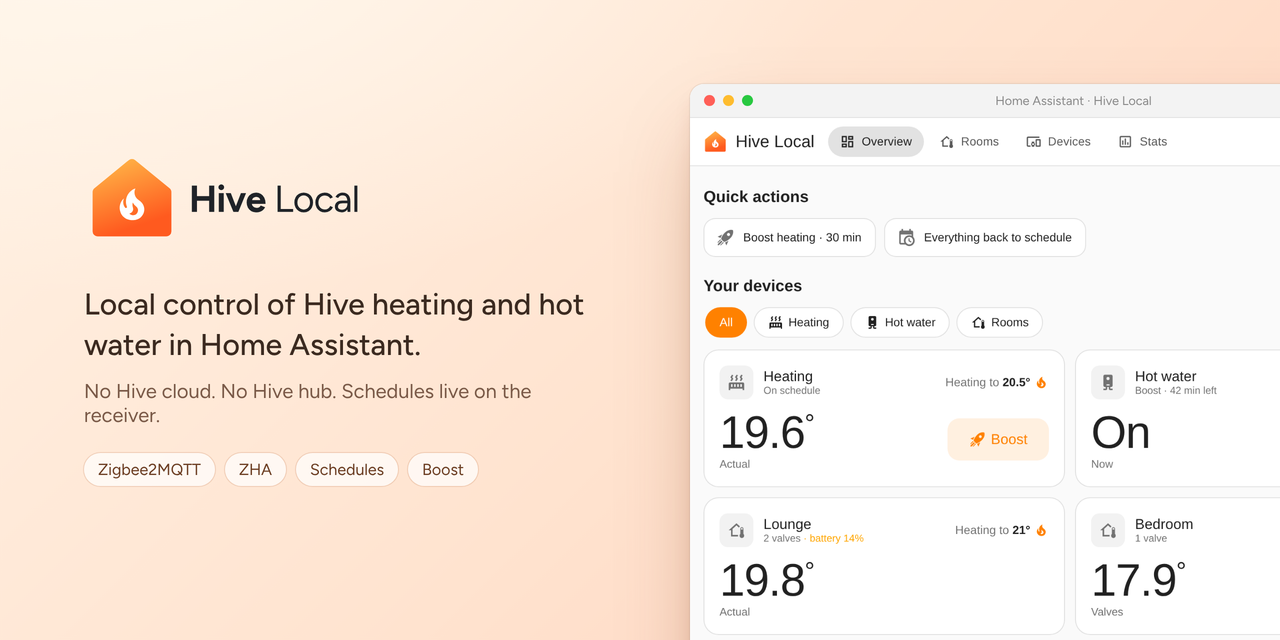 Hive Local
Local control of Hive heating and hot
water in Home Assistant.
No Hive cloud. No Hive hub. Schedules live on the
receiver.
Zigbee2MQTT
ZHA
Schedules
Boost
Home Assistant · Hive Local
Hive Local
Overview
Rooms
Devices
Stats
Quick actions
Boost heating · 30 min
Everything back to schedule
Your devices
All
Heating
Hot water
Rooms
Heating
On schedule
Heating to 20.5°
19.6°
Actual
Boost
Hot water
Boost · 42 min left
On
Now
Lounge
2 valves · battery 14%
Heating to 21°
19.8°
Actual
Bedroom
1 valve
17.9°
Valves